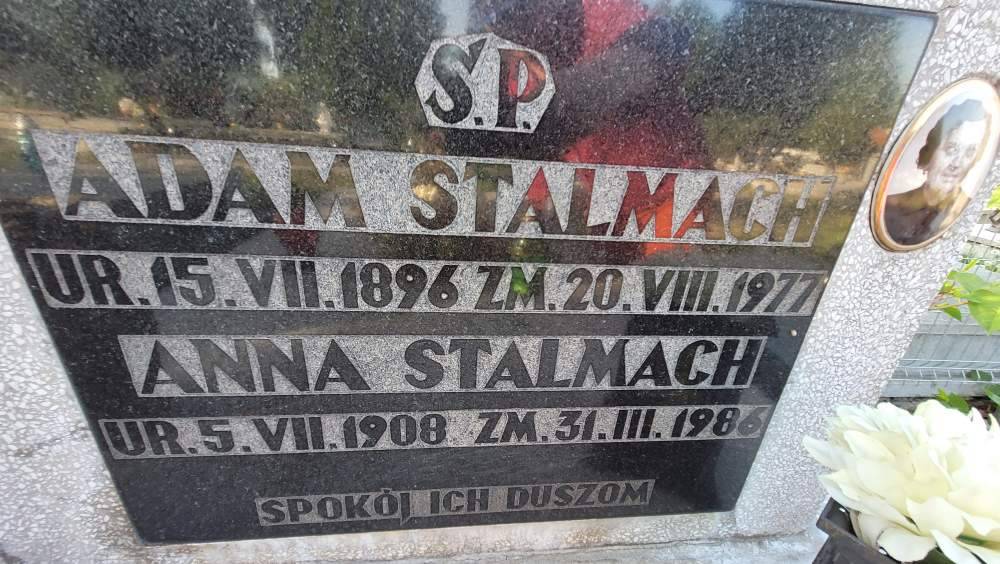 S.P.
ADAM STALMACH
UR. 15. VII. 1896 ZM. 20. VIII. 1977
ANNA STALMACH
UR. 5. VII. 1908 ZM. 31. III. 1986
SPOKÓJ ICH DUSZOM